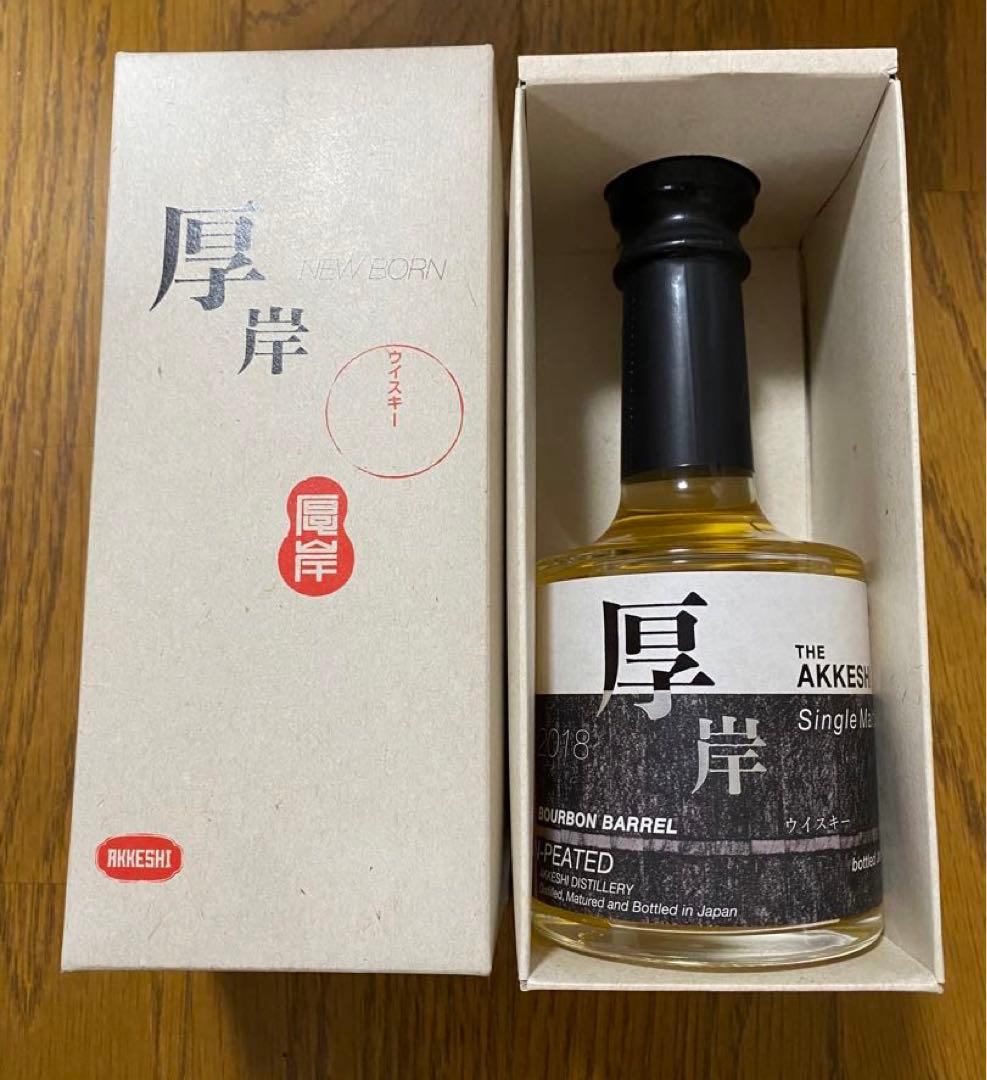 厚岸
NEW BORN
ウイスキー
厚岸
AKKESHI
厚岸
THE
AKKESH
Single Ma
2018
BOURBON BARREL
-PEATED
AKKESHI DISTILLERY
Distilled, Matured and Bottled in Japan
ウイスキー
bottled